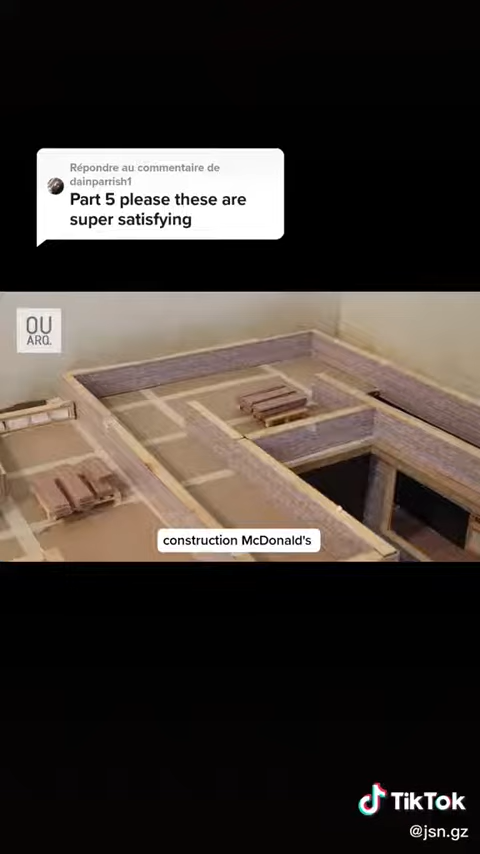 Répondre au commentaire de
dainparrish1
Part 5 please these are
super satisfying
OU
ARQ.
construction McDonald's
TikTok
@jsn.gz